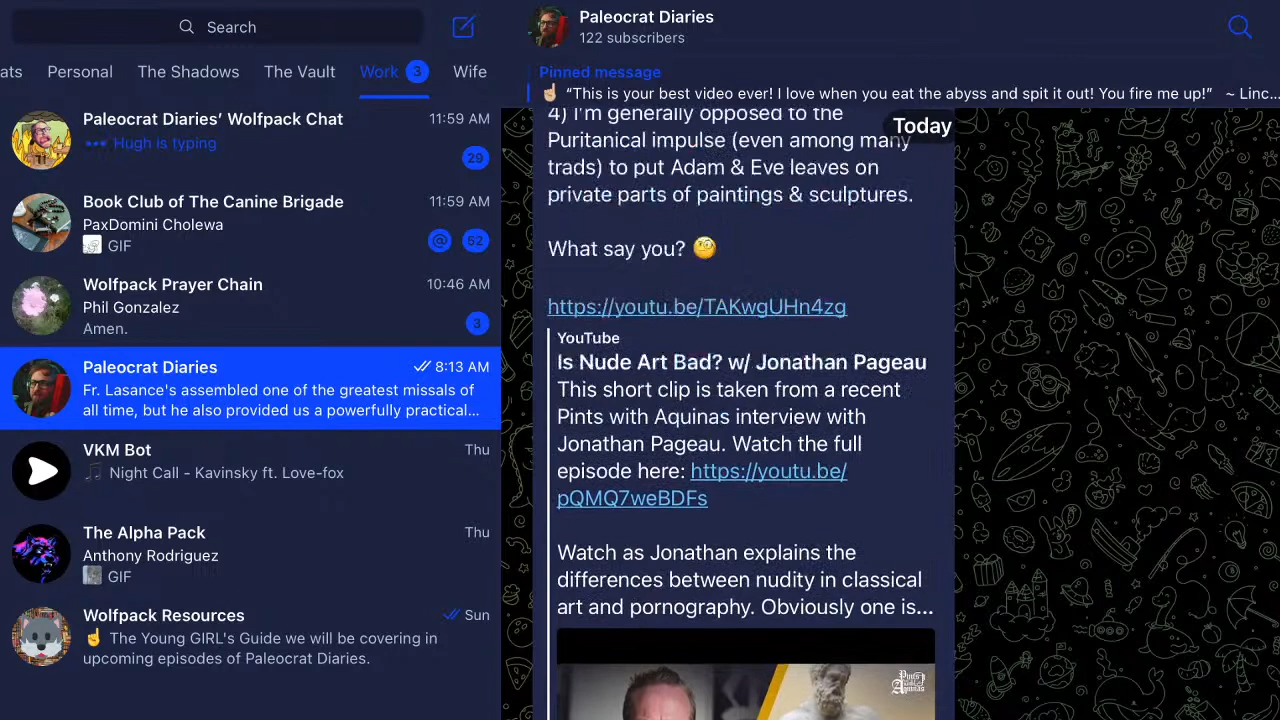 Search
ats
Personal
The Shadows
The Vault
Work 3
Wife
Paleocrat Diaries’ Wolfpack Chat
11:59 AM
Hugh is typing
29
Book Club of The Canine Brigade
11:59 AM
PaxDomini Cholewa
GIF
@ 52
Wolfpack Prayer Chain
10:46 AM
Phil Gonzalez
Amen.
3
Paleocrat Diaries
8:13 AM
Fr. Lasance's assembled one of the greatest missals of
all time, but he also provided us a powerfully practical...
VKM Bot
Thu
Night Call - Kavinsky ft. Love-fox
The Alpha Pack
Thu
Anthony Rodriguez
GIF
Wolfpack Resources
Sun
☝️ The Young GIRL's Guide we will be covering in
upcoming episodes of Paleocrat Diaries.
Paleocrat Diaries
122 subscribers
Pinned message
☝🏻 “This is your best video ever! I love when you eat the abyss and spit it out! You fire me up!” ~ Linc...
Today
4) I'm generally opposed to the
Puritanical impulse (even among many
trads) to put Adam & Eve leaves on
private parts of paintings & sculptures.
What say you? 🧐
https://youtu.be/TAKwgUHn4zg
YouTube
Is Nude Art Bad? w/ Jonathan Pageau
This short clip is taken from a recent
Pints with Aquinas interview with
Jonathan Pageau. Watch the full
episode here: https://youtu.be/
pQMQ7weBDFs
Watch as Jonathan explains the
differences between nudity in classical
art and pornography. Obviously one is...
Pints
with
Aquinas